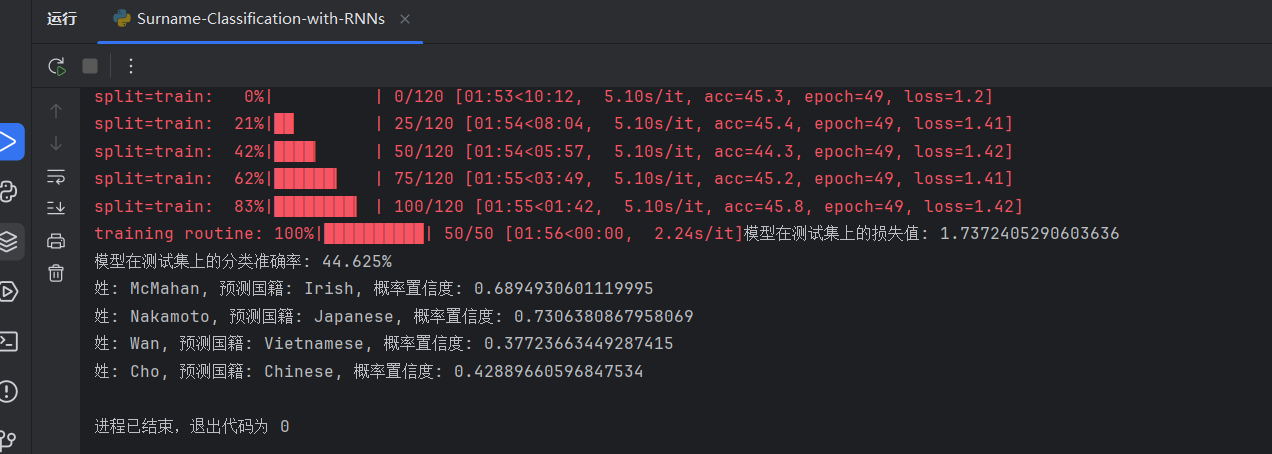 运行 Surname-Classification-with-RNNs
split=train:   0%|          | 0/120 [01:53<10:12,  5.10s/it, acc=45.3, epoch=49, loss=1.2]
split=train:  21%|██        | 25/120 [01:54<08:04,  5.10s/it, acc=45.4, epoch=49, loss=1.41]
split=train:  42%|████▏     | 50/120 [01:54<05:57,  5.10s/it, acc=44.3, epoch=49, loss=1.42]
split=train:  62%|██████▎   | 75/120 [01:55<03:49,  5.10s/it, acc=45.2, epoch=49, loss=1.41]
split=train:  83%|████████▎ | 100/120 [01:55<01:42,  5.10s/it, acc=45.8, epoch=49, loss=1.42]
training routine: 100%|██████████| 50/50 [01:56<00:00,  2.24s/it]模型在测试集上的损失值: 1.7372405290603636
模型在测试集上的分类准确率: 44.625%
姓: McMahan, 预测国籍: Irish, 概率置信度: 0.6894930601119995
姓: Nakamoto, 预测国籍: Japanese, 概率置信度: 0.7306380867958069
姓: Wan, 预测国籍: Vietnamese, 概率置信度: 0.37723663449287415
姓: Cho, 预测国籍: Chinese, 概率置信度: 0.42889660596847534
进程已结束，退出代码为 0